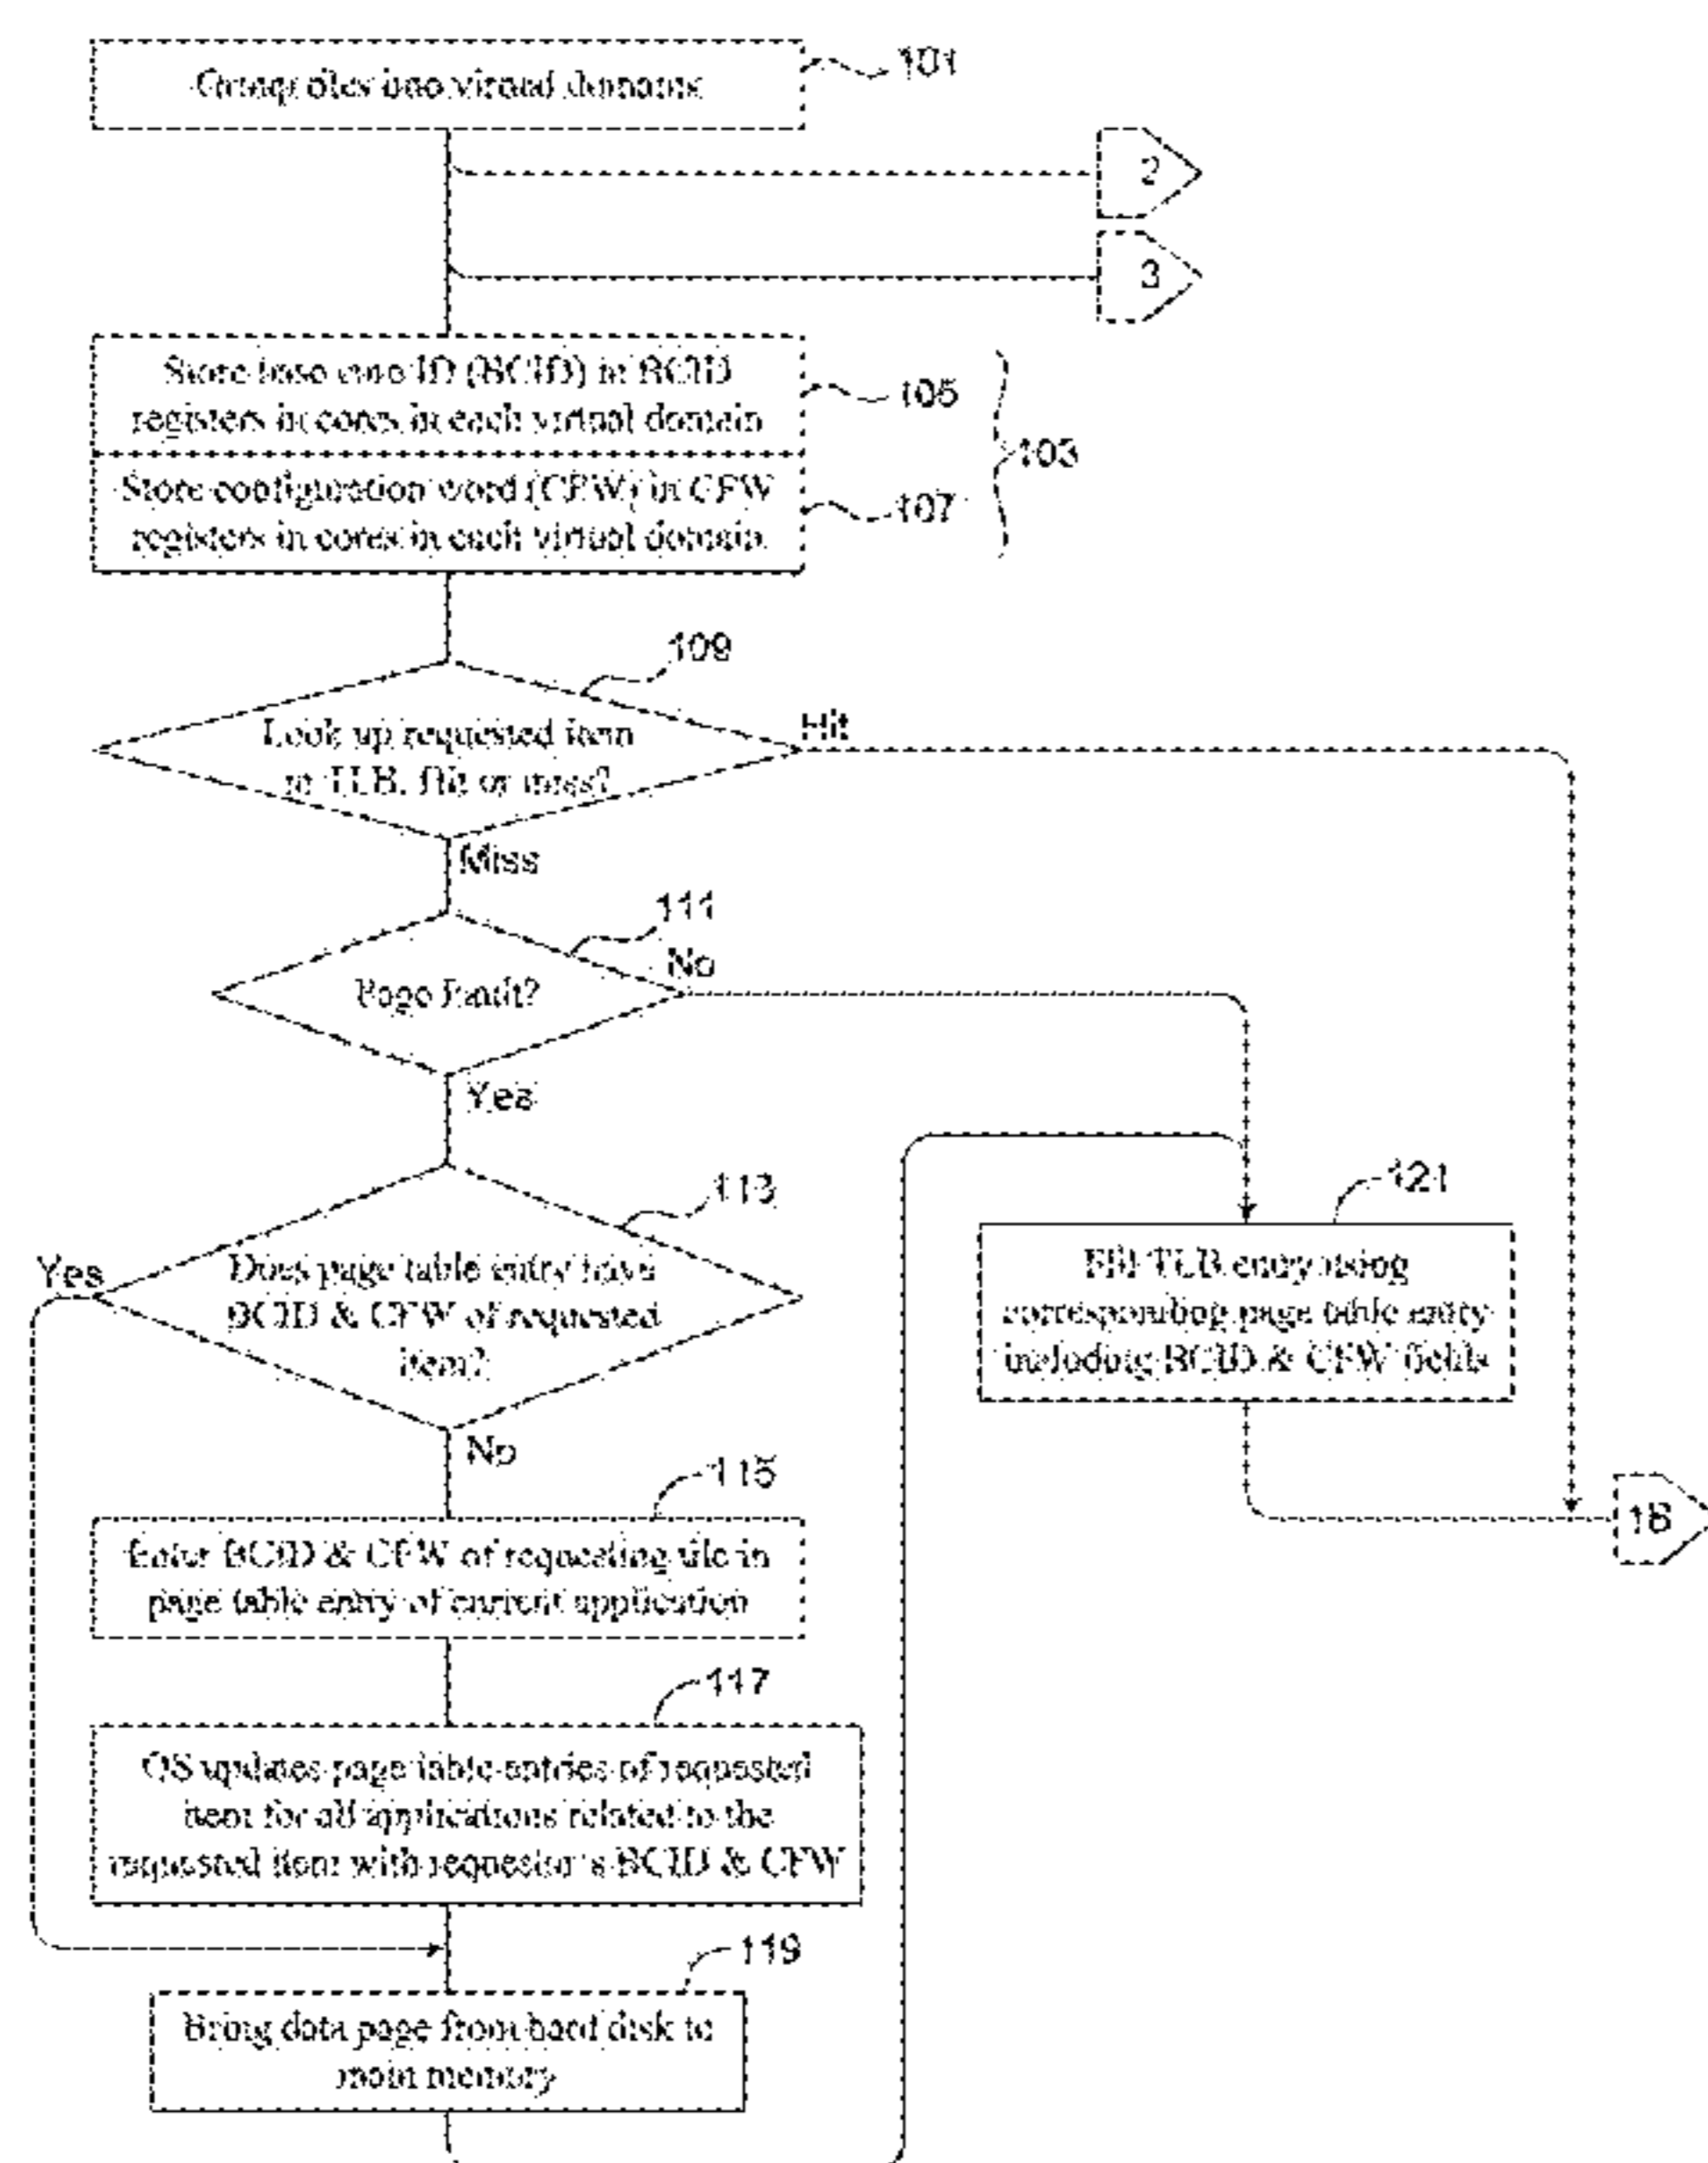 Group tiles into virtual domains
101
2
3
Store base core ID (BCID) in BCID
registers in cores in each virtual domain
105
103
Store configuration word (CFW) in CFW
registers in cores in each virtual domain
107
109
Look up requested item
in TLB. Hit or miss?
Hit
Miss
111
Page Fault?
No
Yes
113
Does page table entry have
BCID & CFW of requested
item?
Yes
No
121
Fill TLB entry using
corresponding page table entry
including BCID & CFW fields
115
Enter BCID & CFW of requesting tile in
page table entry of current application
16
117
OS updates page table entries of requested
item for all applications related to the
requested item with requestor's BCID & CFW
119
Bring data page from hard disk to
main memory